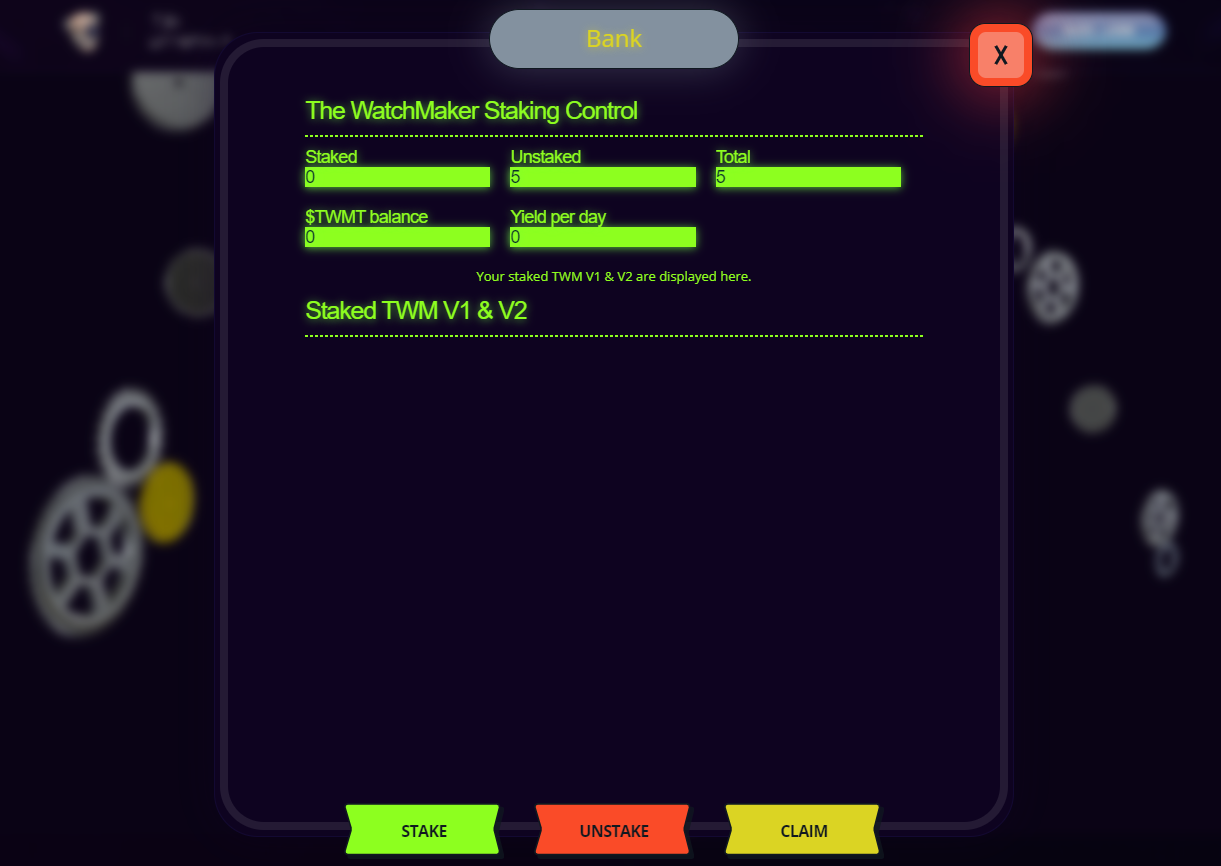 Bank
X
The WatchMaker Staking Control
Staked Unstaked Total
0 5 5
$TWMT balance Yield per day
0 0
Your staked TWM V1 & V2 are displayed here.
Staked TWM V1 & V2
STAKE UNSTAKE CLAIM